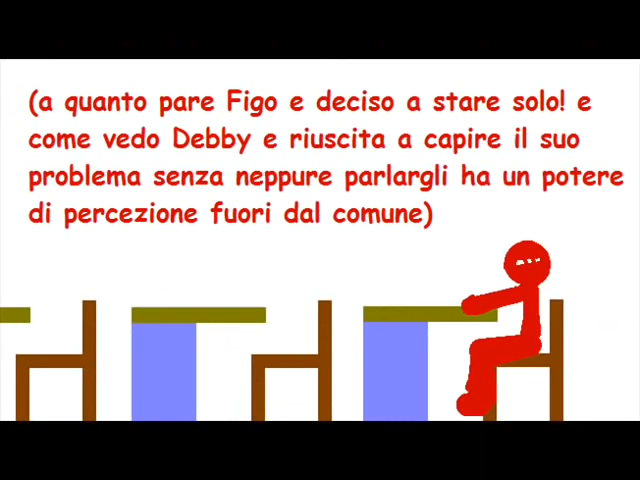 (a quanto pare Figo e deciso a stare solo! e
come vedo Debby e riuscita a capire il suo
problema senza neppure parlargli ha un potere
di percezione fuori dal comune)